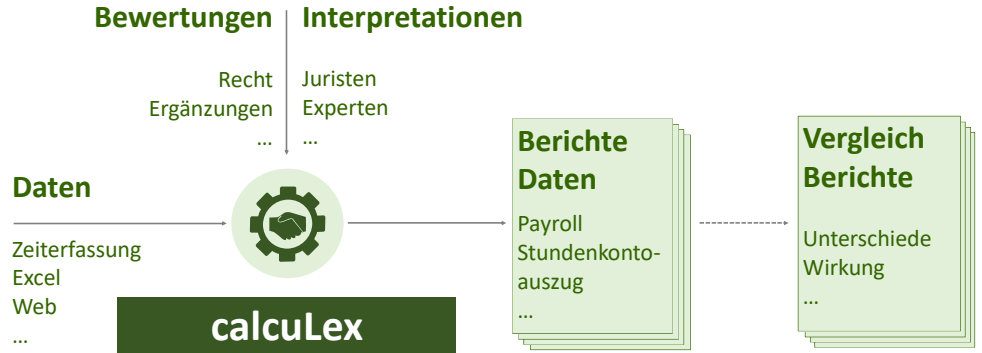 Bewertungen
Recht
Ergänzungen
...
Interpretationen
Juristen
Experten
...
Daten
Zeiterfassung
Excel
Web
...
calcuLex
Berichte
Daten
Payroll
Stundenkonto-
auszug
...
Vergleich
Berichte
Unterschiede
Wirkung
...